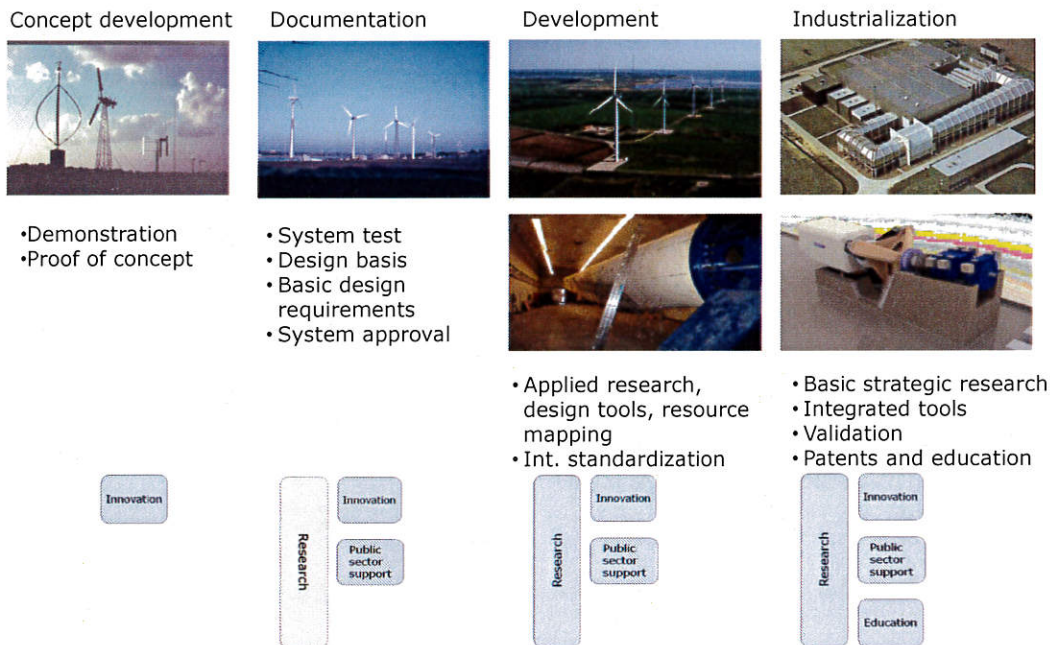 Concept development
Documentation
Development
Industrialization
•Demonstration
•Proof of concept
• System test
• Design basis
• Basic design
requirements
• System approval
• Applied research,
design tools, resource
mapping
• Int. standardization
• Basic strategic research
• Integrated tools
• Validation
• Patents and education
Innovation
Research
Innovation
Public
sector
support
Research
Innovation
Public
sector
support
Research
Innovation
Public
sector
support
Education